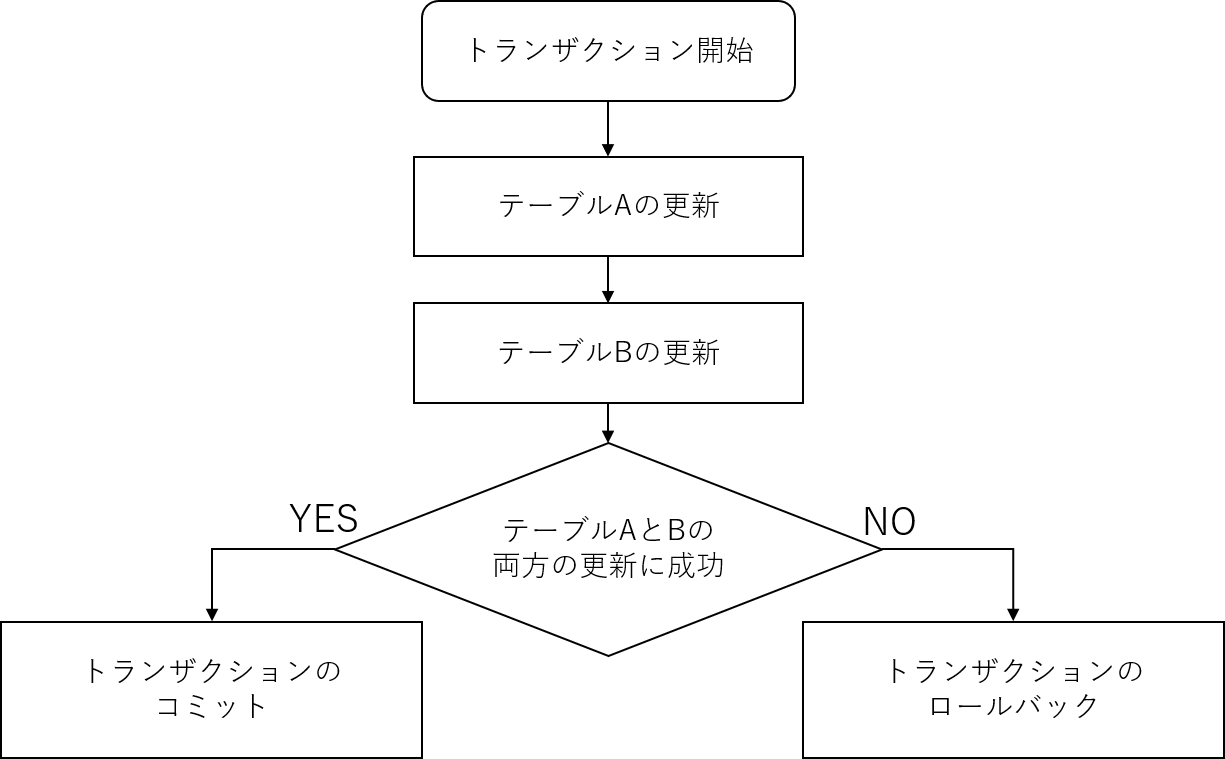 トランザクション開始
テーブルAの更新
テーブルBの更新
テーブルAとBの
両方の更新に成功
YES
NO
トランザクションの
コミット
トランザクションの
ロールバック